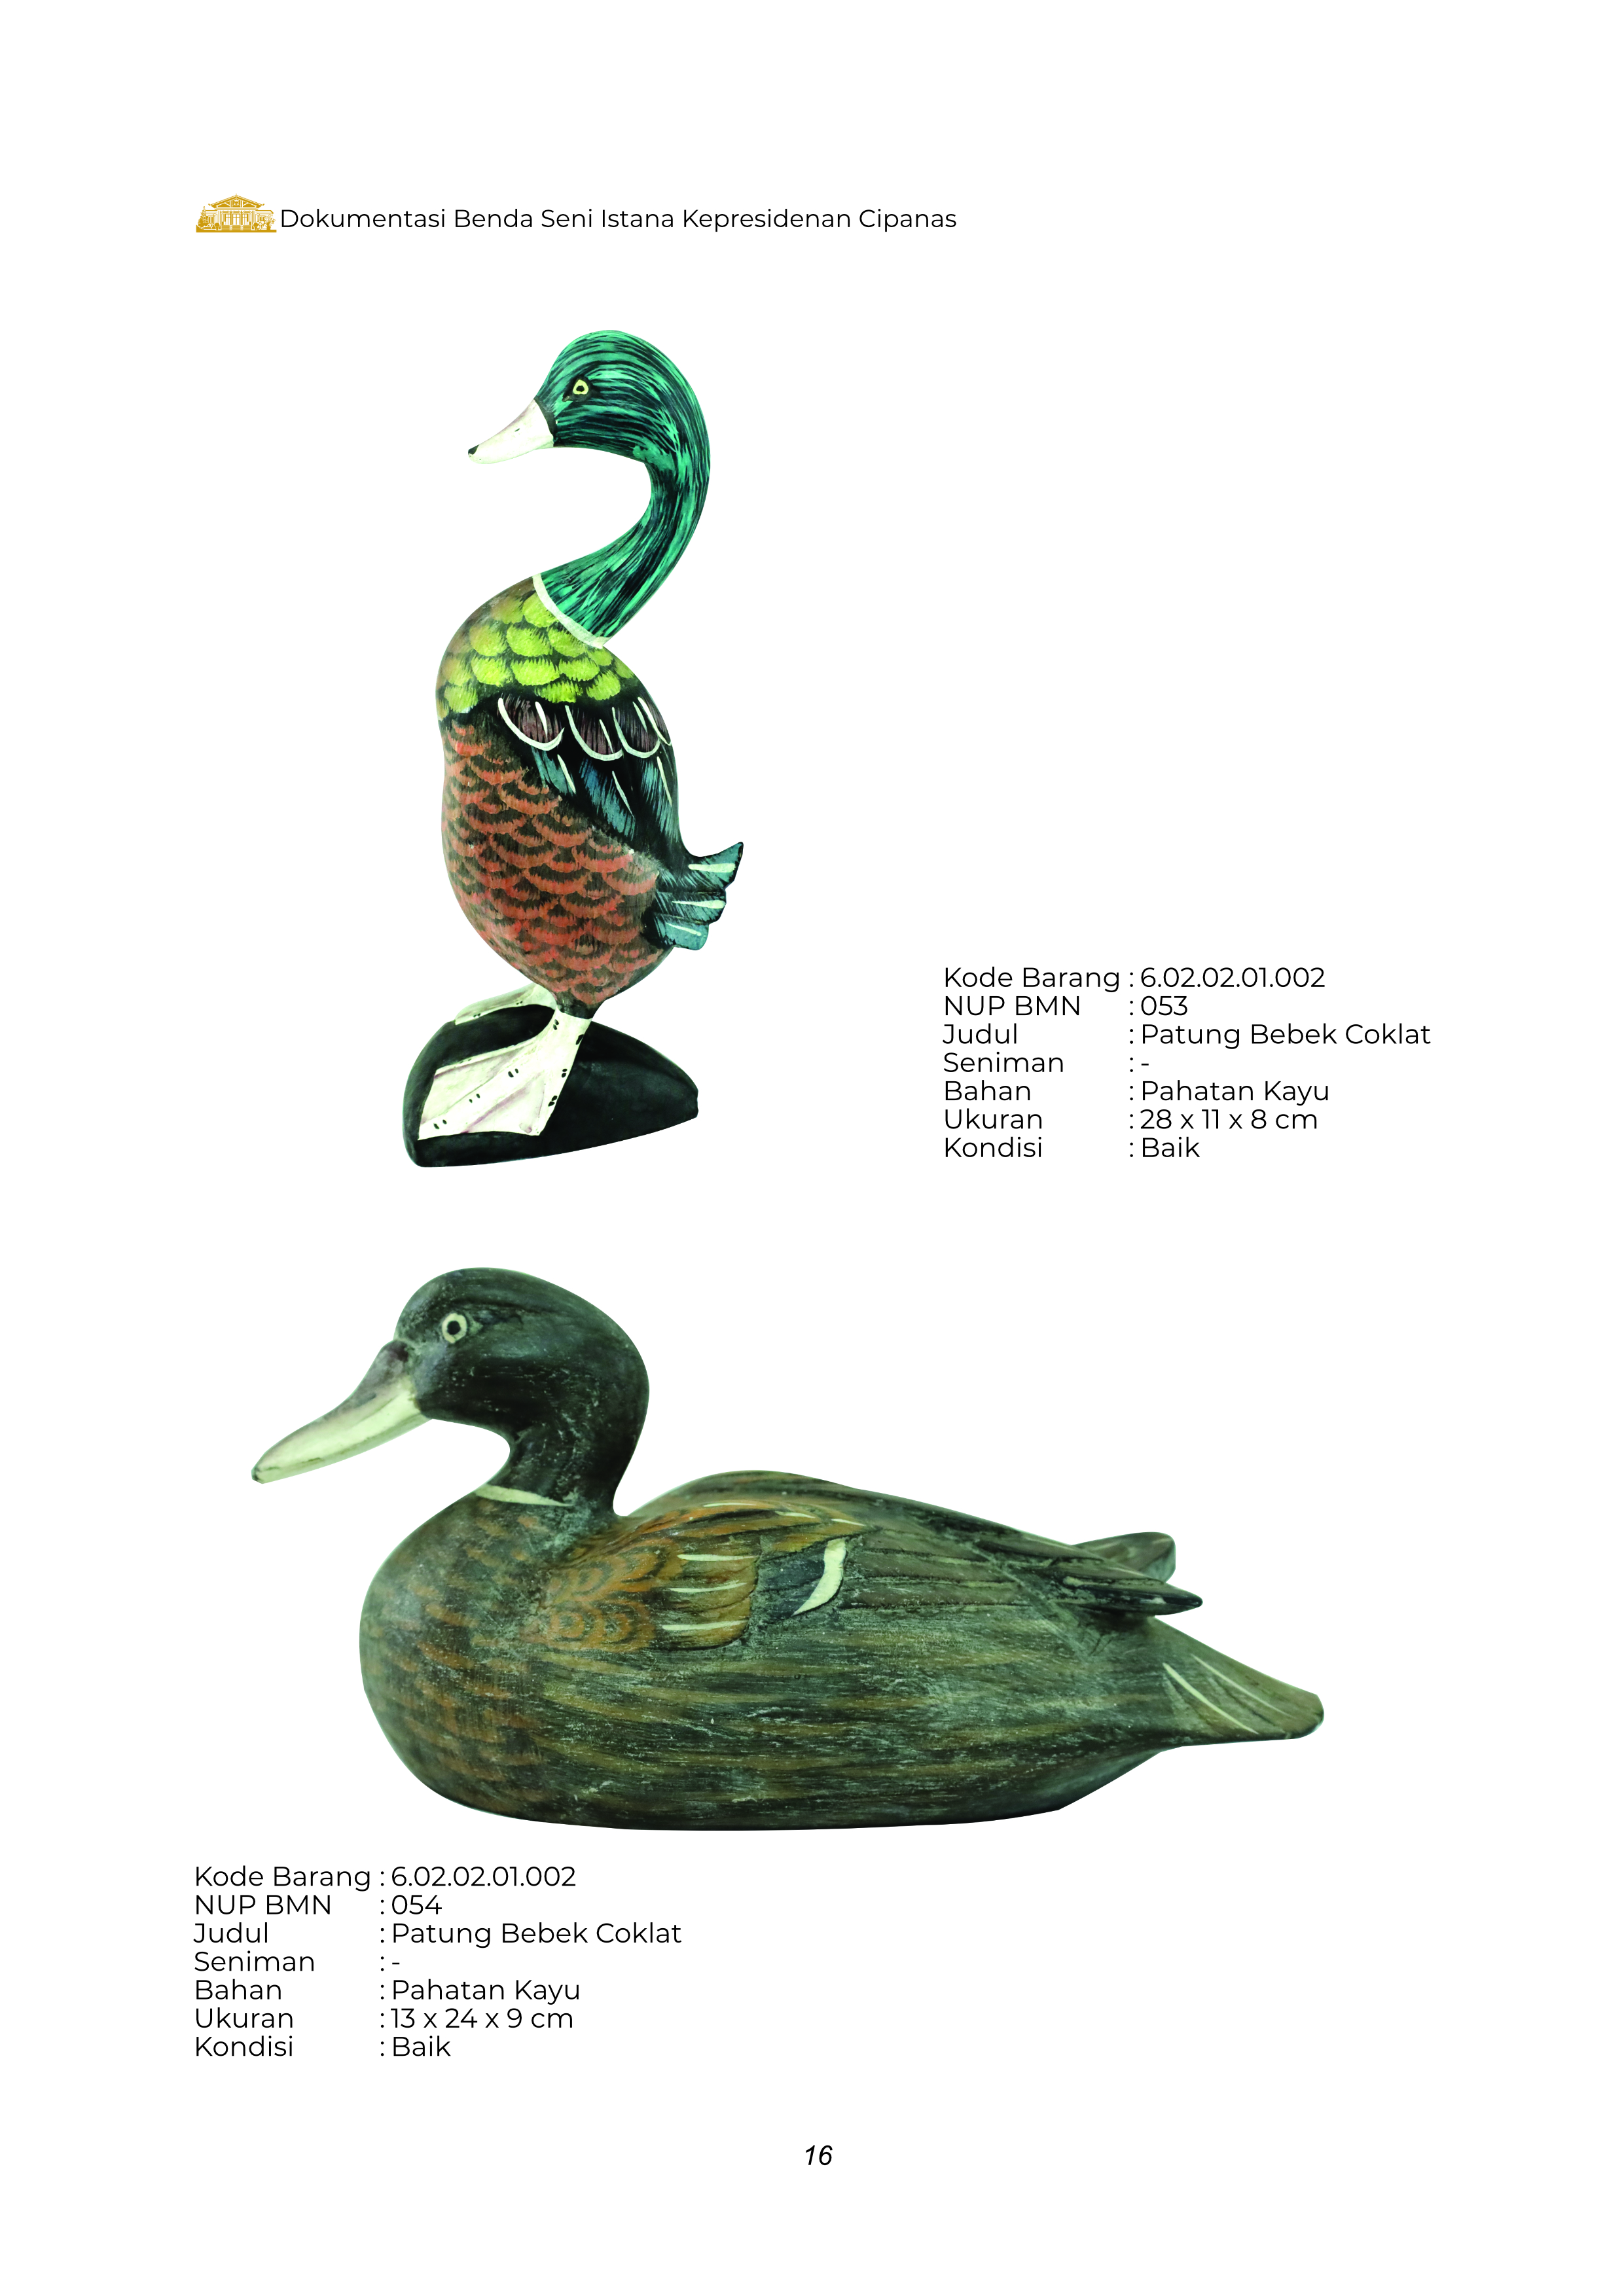 Dokumentasi Benda Seni Istana Kepresidenan Cipanas
Kode Barang : 6.02.02.01.002
NUP BMN : 053
Judul : Patung Bebek Coklat
Seniman : -
Bahan : Pahatan Kayu
Ukuran : 28 x 11 x 8 cm
Kondisi : Baik
Kode Barang : 6.02.02.01.002
NUP BMN : 054
Judul : Patung Bebek Coklat
Seniman : -
Bahan : Pahatan Kayu
Ukuran : 13 x 24 x 9 cm
Kondisi : Baik
16